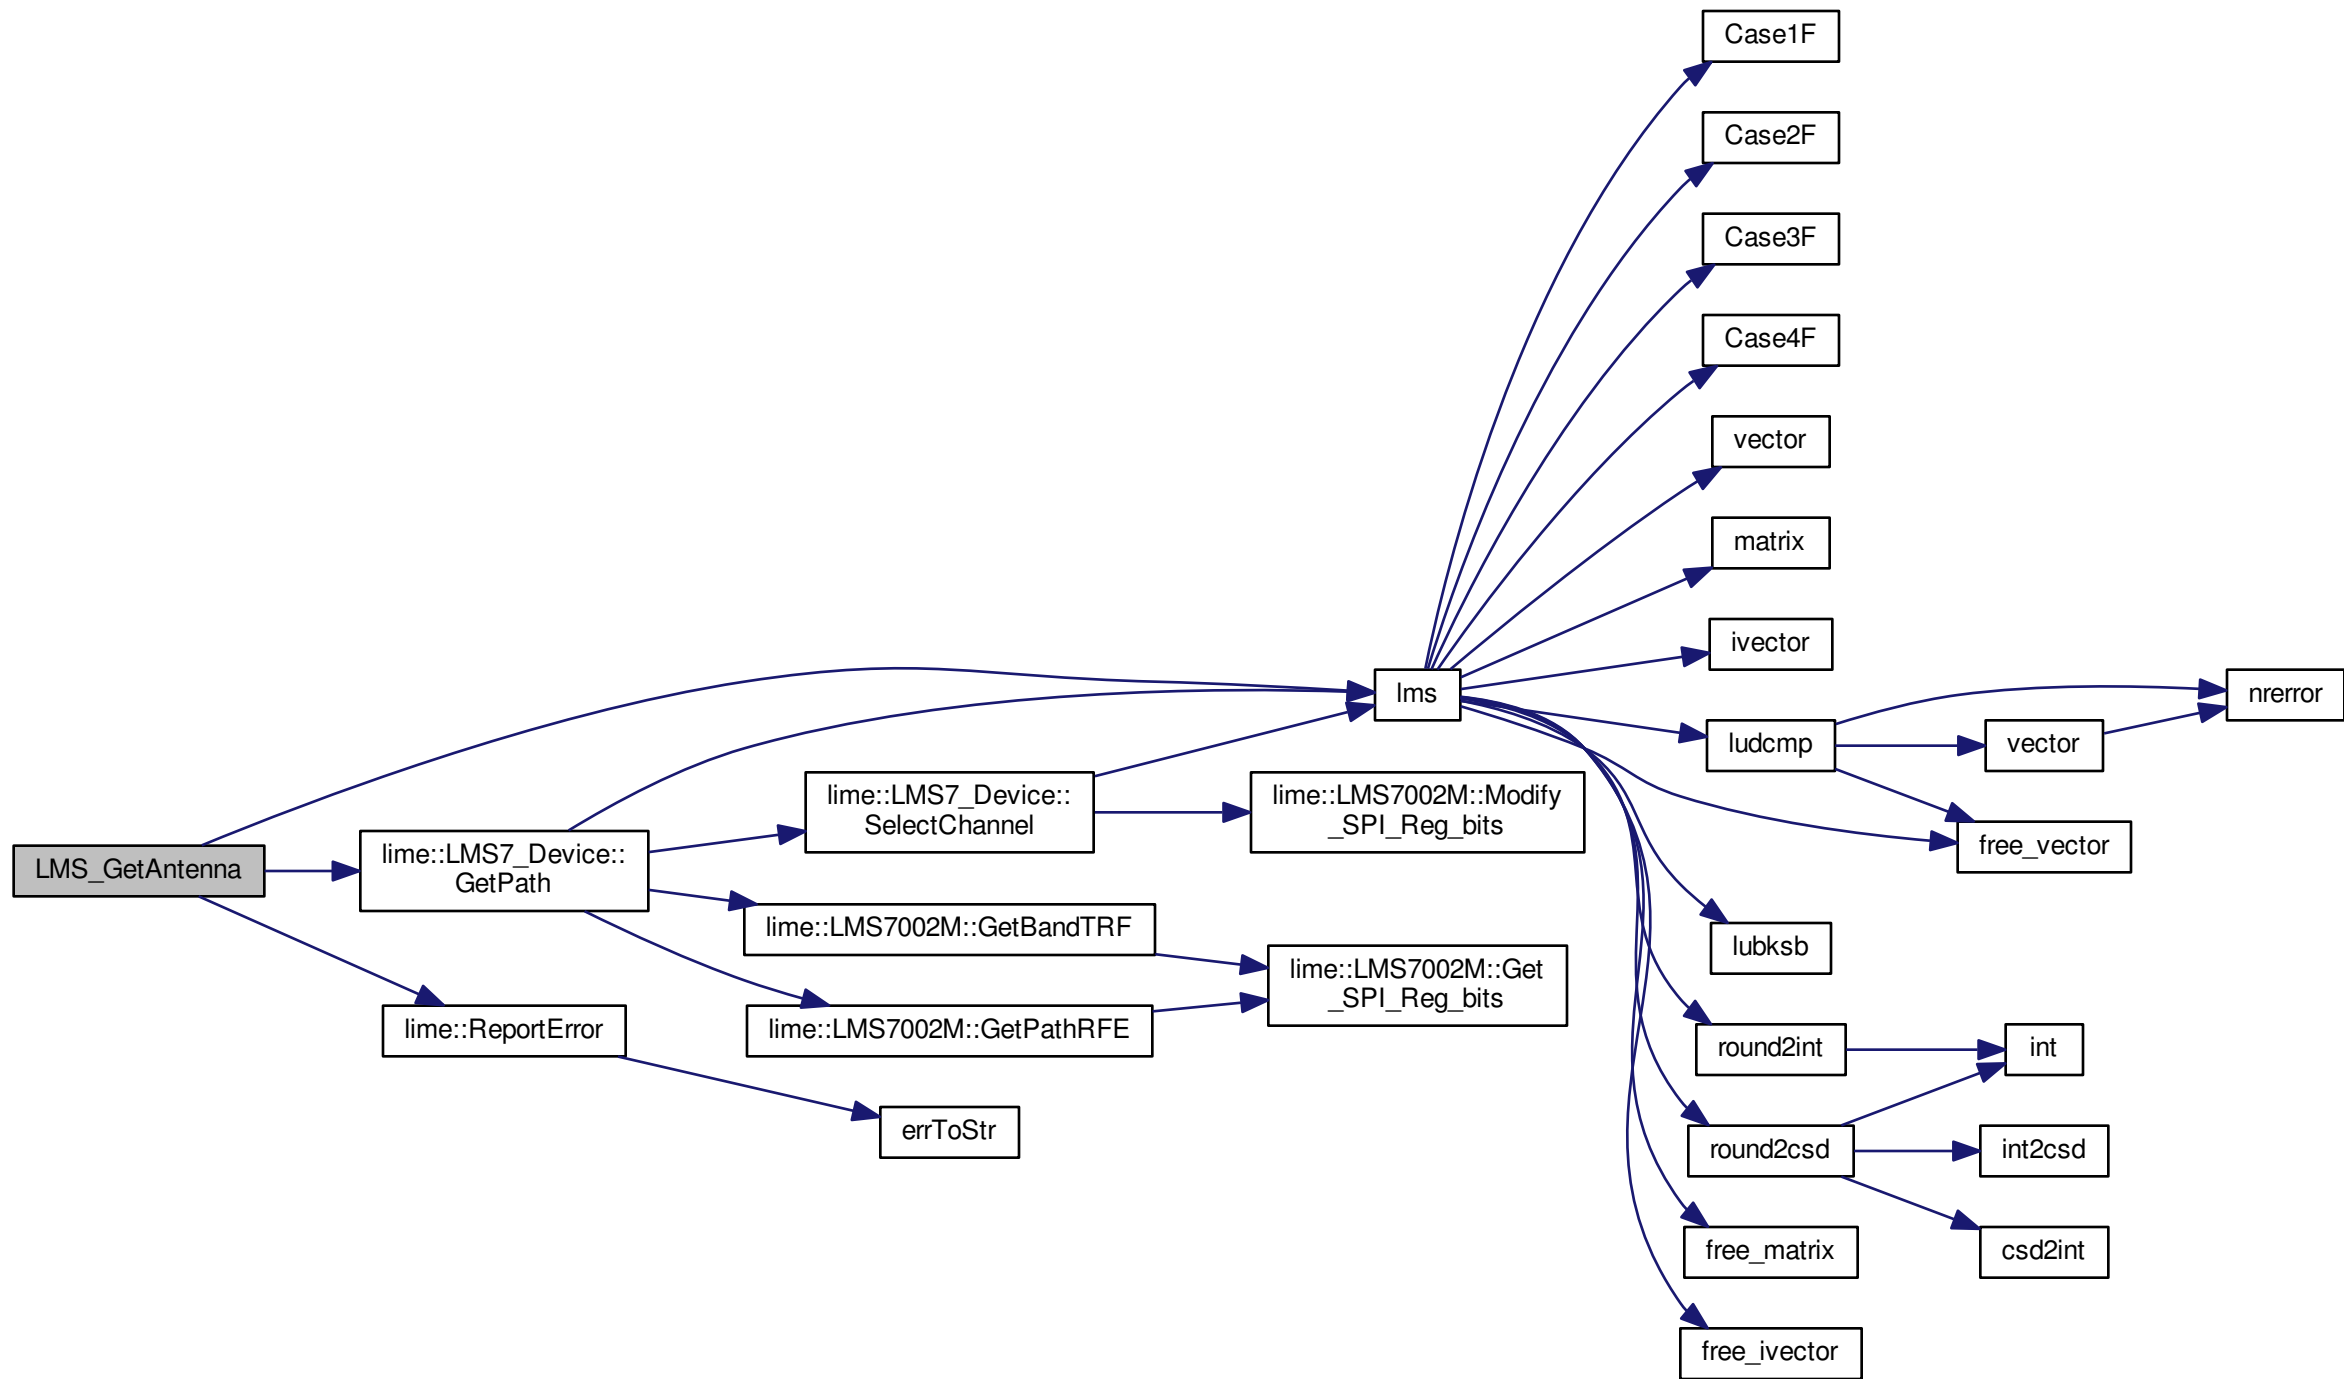 Case1F
Case2F
Case3F
Case4F
vector
matrix
ivector
lms
nrerror
ludcmp
vector
lime::LMS7_Device::
SelectChannel
lime::LMS7002M::Modify
_SPI_Reg_bits
free_vector
LMS_GetAntenna
lime::LMS7_Device::
GetPath
lime::LMS7002M::GetBandTRF
lubksb
lime::LMS7002M::Get
_SPI_Reg_bits
lime::ReportError
lime::LMS7002M::GetPathRFE
round2int
int
errToStr
round2csd
int2csd
free_matrix
csd2int
free_ivector